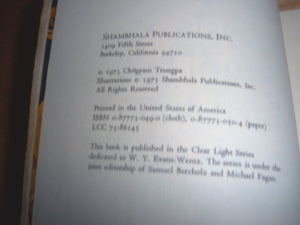 SHAMBHALA PUBLICATIONS, INC.
1409 Fifth Street
Berkeley, California 94710
© 1973 Chögyam Trungpa
Illustrations © 1973 Shambhala Publications, Inc.
All Rights Reserved
Printed in the United States of America
ISBN 0-87773-049-0 (cloth), 0-87773-050-4 (paper)
LCC 73-86145
This book is published in the Clear Light Series
dedicated to W. Y. Evans-Wentz. The series is under the
joint editorship of Samuel Bercholz and Michael Fagan.